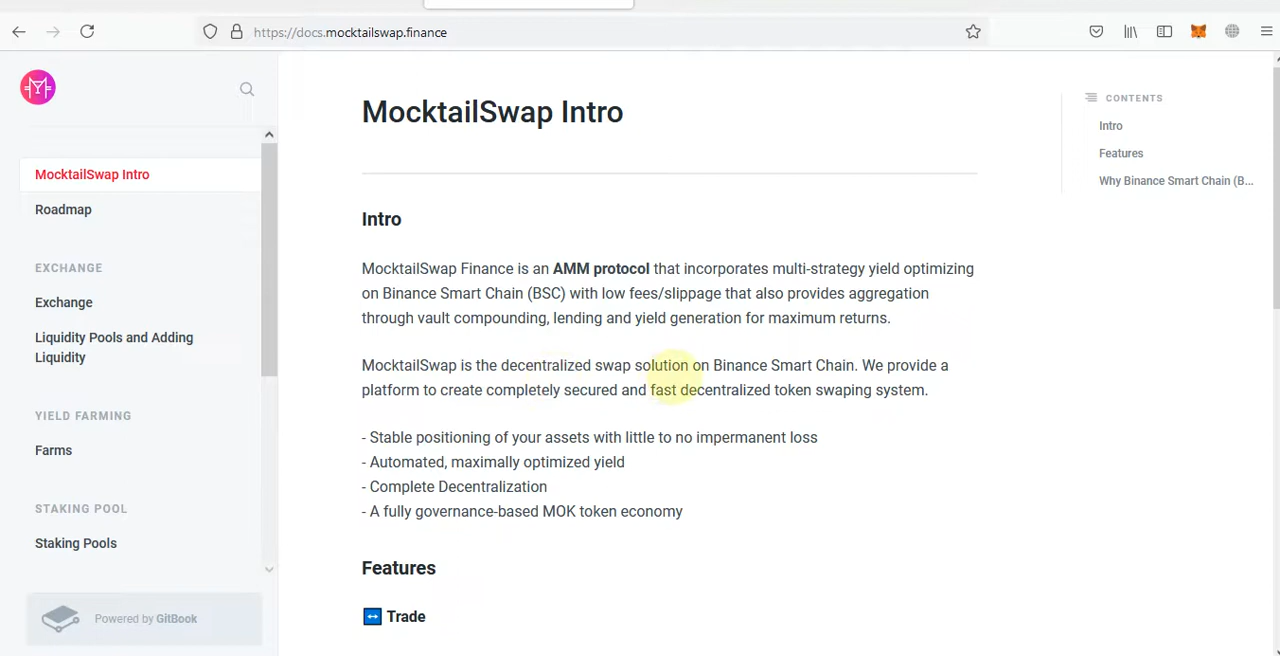 https://docs.mocktailswap.finance
MocktailSwap Intro
Roadmap
EXCHANGE
Exchange
Liquidity Pools and Adding
Liquidity
YIELD FARMING
Farms
STAKING POOL
Staking Pools
Powered by GitBook
MocktailSwap Intro
Intro
MocktailSwap Finance is an AMM protocol that incorporates multi-strategy yield optimizing
on Binance Smart Chain (BSC) with low fees/slippage that also provides aggregation
through vault compounding, lending and yield generation for maximum returns.
MocktailSwap is the decentralized swap solution on Binance Smart Chain. We provide a
platform to create completely secured and fast decentralized token swaping system.
- Stable positioning of your assets with little to no impermanent loss
- Automated, maximally optimized yield
- Complete Decentralization
- A fully governance-based MOK token economy
Features
↔ Trade
CONTENTS
Intro
Features
Why Binance Smart Chain (B...